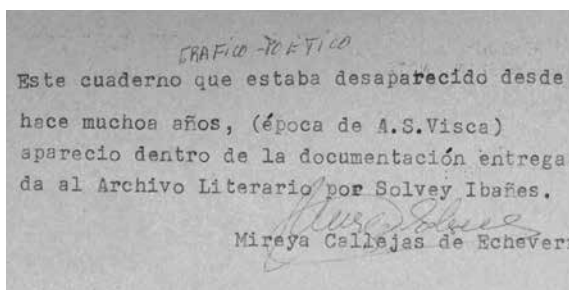 GRAFICO-POETICO
Este cuaderno que estaba desaparecido desde
hace muchoa años, (época de A.S.Visca)
aparecio dentro de la documentación entrega
da al Archivo Literario por Solvey Ibañes.
Mireya Callejas de Echever